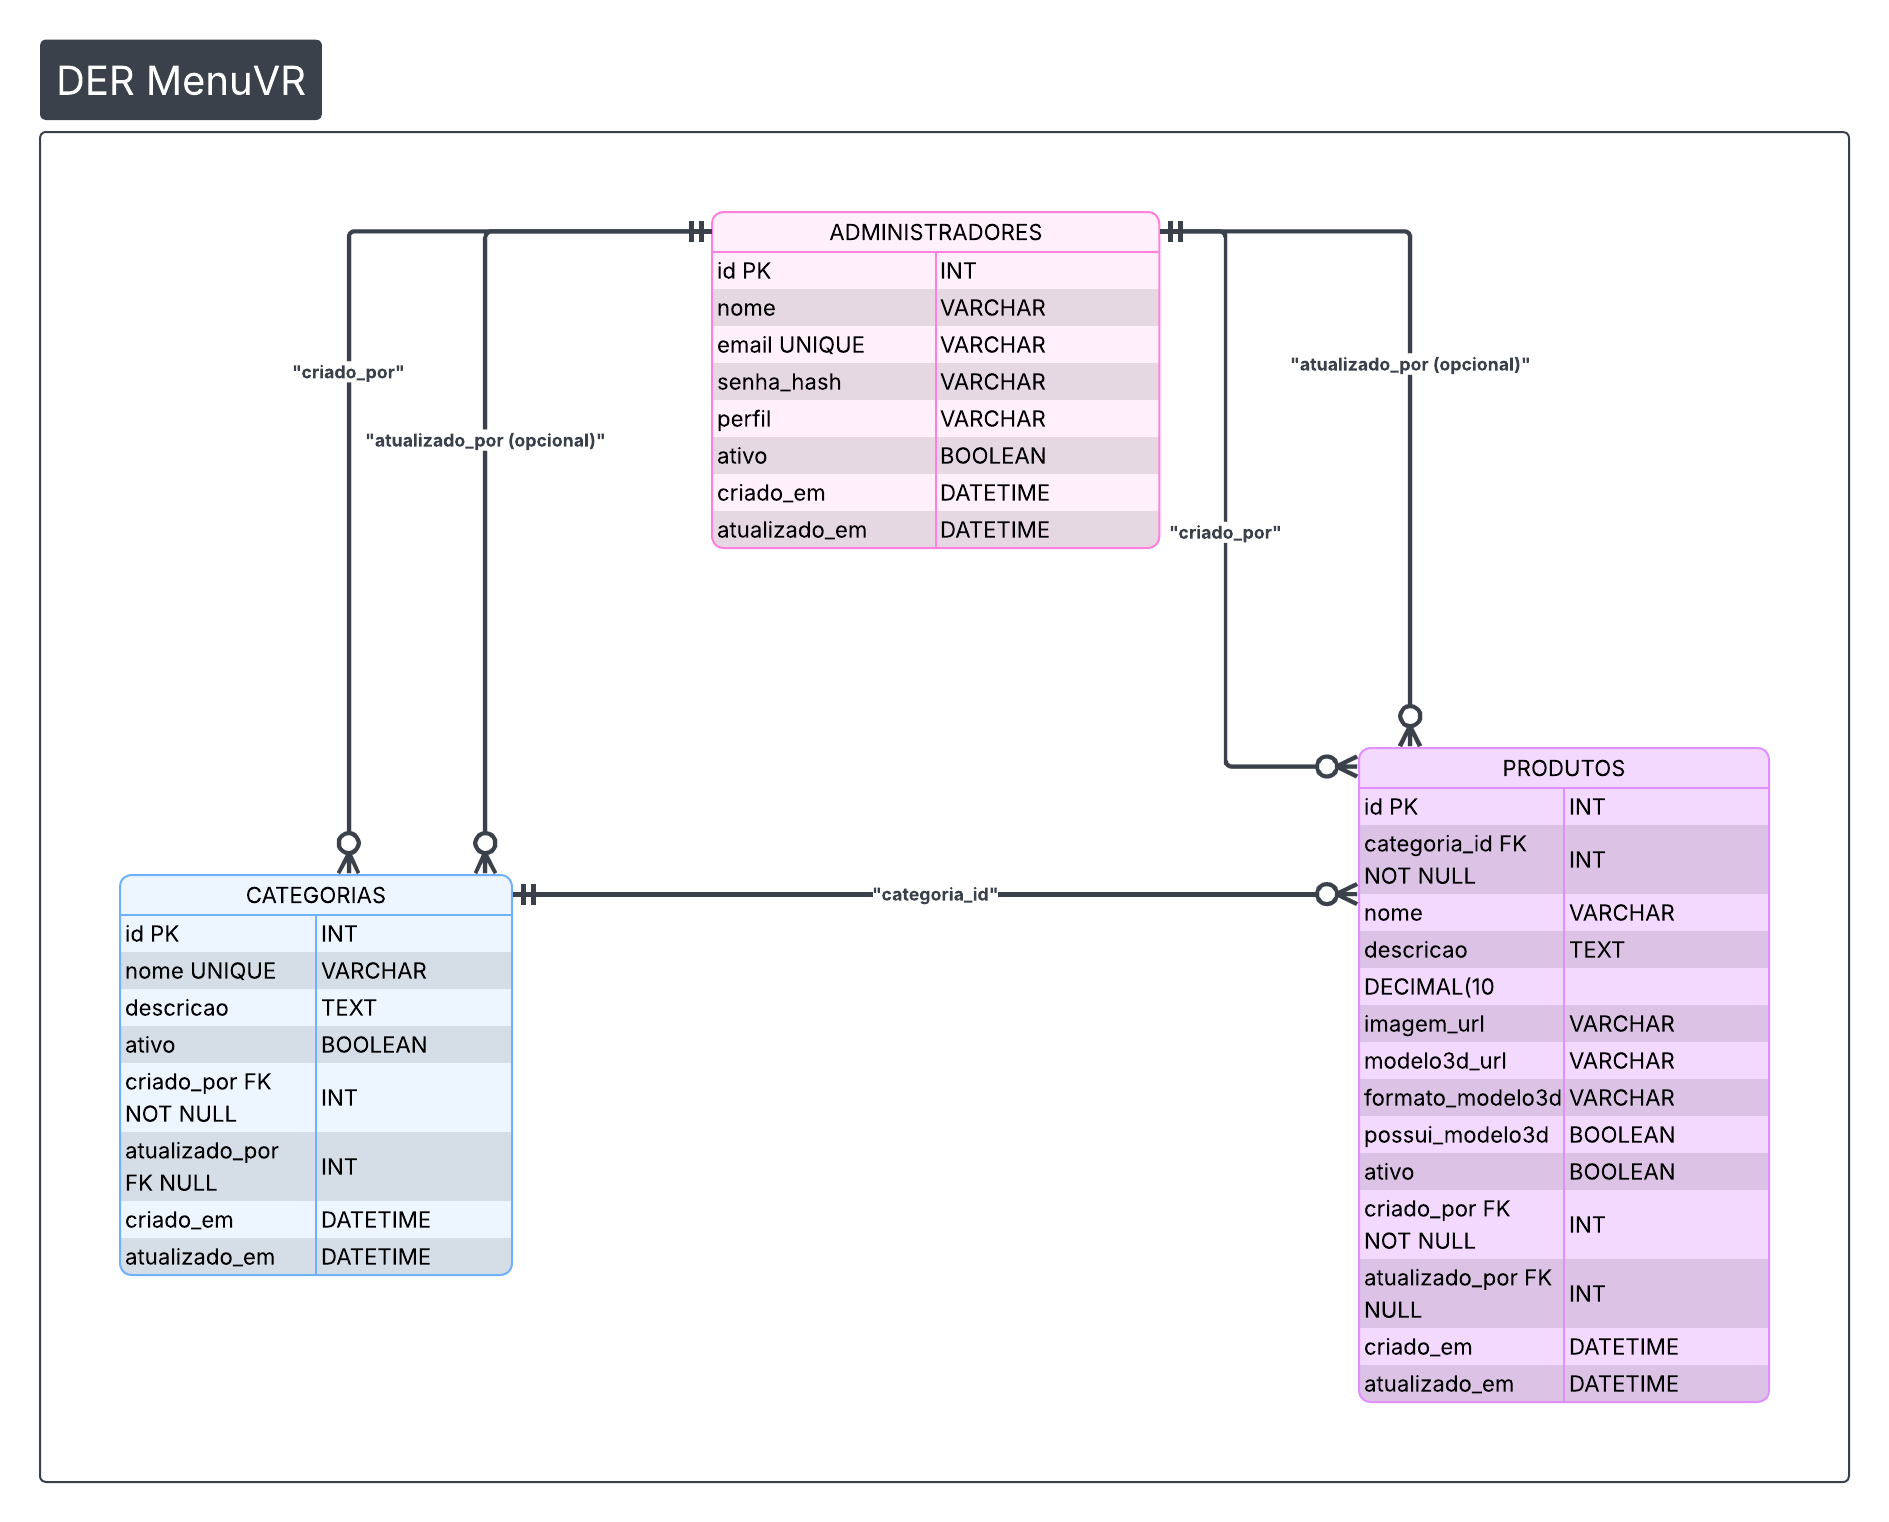 DER MenuVR
ADMINISTRADORES
id PK INT
nome VARCHAR
email UNIQUE VARCHAR
senha_hash VARCHAR
perfil VARCHAR
ativo BOOLEAN
criado_em DATETIME
atualizado_em DATETIME
"criado_por"
"atualizado_por (opcional)"
"atualizado_por (opcional)"
"criado_por"
"categoria_id"
CATEGORIAS
id PK INT
nome UNIQUE VARCHAR
descricao TEXT
ativo BOOLEAN
criado_por FK
NOT NULL
INT
atualizado_por
FK NULL
INT
criado_em DATETIME
atualizado_em DATETIME
PRODUTOS
id PK INT
categoria_id FK
NOT NULL
INT
nome VARCHAR
descricao TEXT
DECIMAL(10
imagem_url VARCHAR
modelo3d_url VARCHAR
formato_modelo3d VARCHAR
possui_modelo3d BOOLEAN
ativo BOOLEAN
criado_por FK
NOT NULL
INT
atualizado_por FK
NULL
INT
criado_em DATETIME
atualizado_em DATETIME